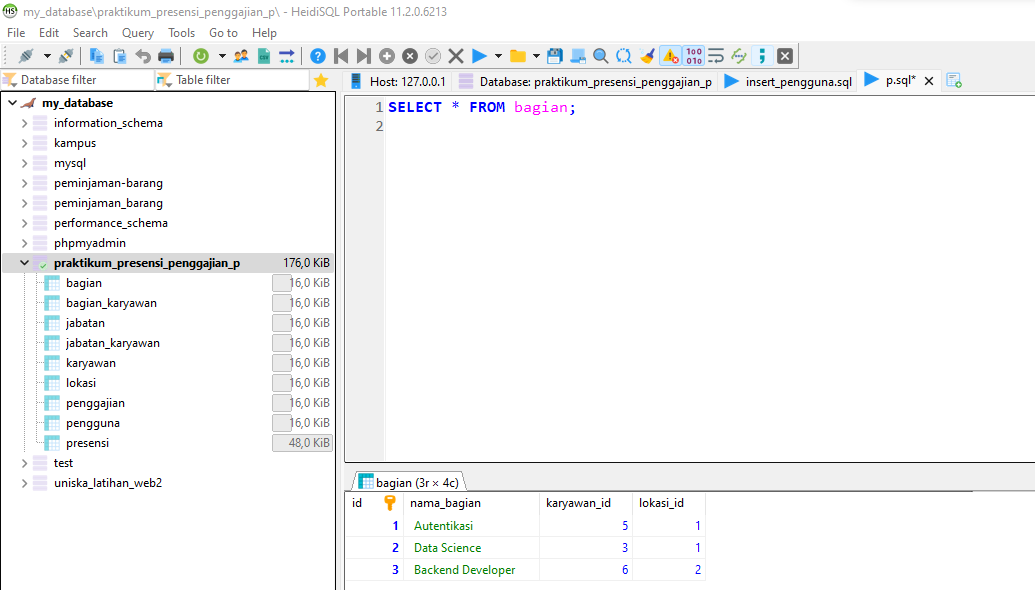 my_database\praktikum_presensi_penggajian_p\ - HeidiSQL Portable 11.2.0.6213
File Edit Search Query Tools Go to Help
Database filter Table filter
Host: 127.0.0.1 Database: praktikum_presensi_penggajian_p insert_pengguna.sql p.sql*
my_database
information_schema
kampus
mysql
peminjaman-barang
peminjaman_barang
performance_schema
phpmyadmin
praktikum_presensi_penggajian_p 176,0 KiB
bagian 16,0 KiB
bagian_karyawan 16,0 KiB
jabatan 16,0 KiB
jabatan_karyawan 16,0 KiB
karyawan 16,0 KiB
lokasi 16,0 KiB
penggajian 16,0 KiB
pengguna 16,0 KiB
presensi 48,0 KiB
test
uniska_latihan_web2
1 SELECT * FROM bagian;
2
bagian (3r × 4c)
id nama_bagian karyawan_id lokasi_id
1 Autentikasi 5 1
2 Data Science 3 1
3 Backend Developer 6 2